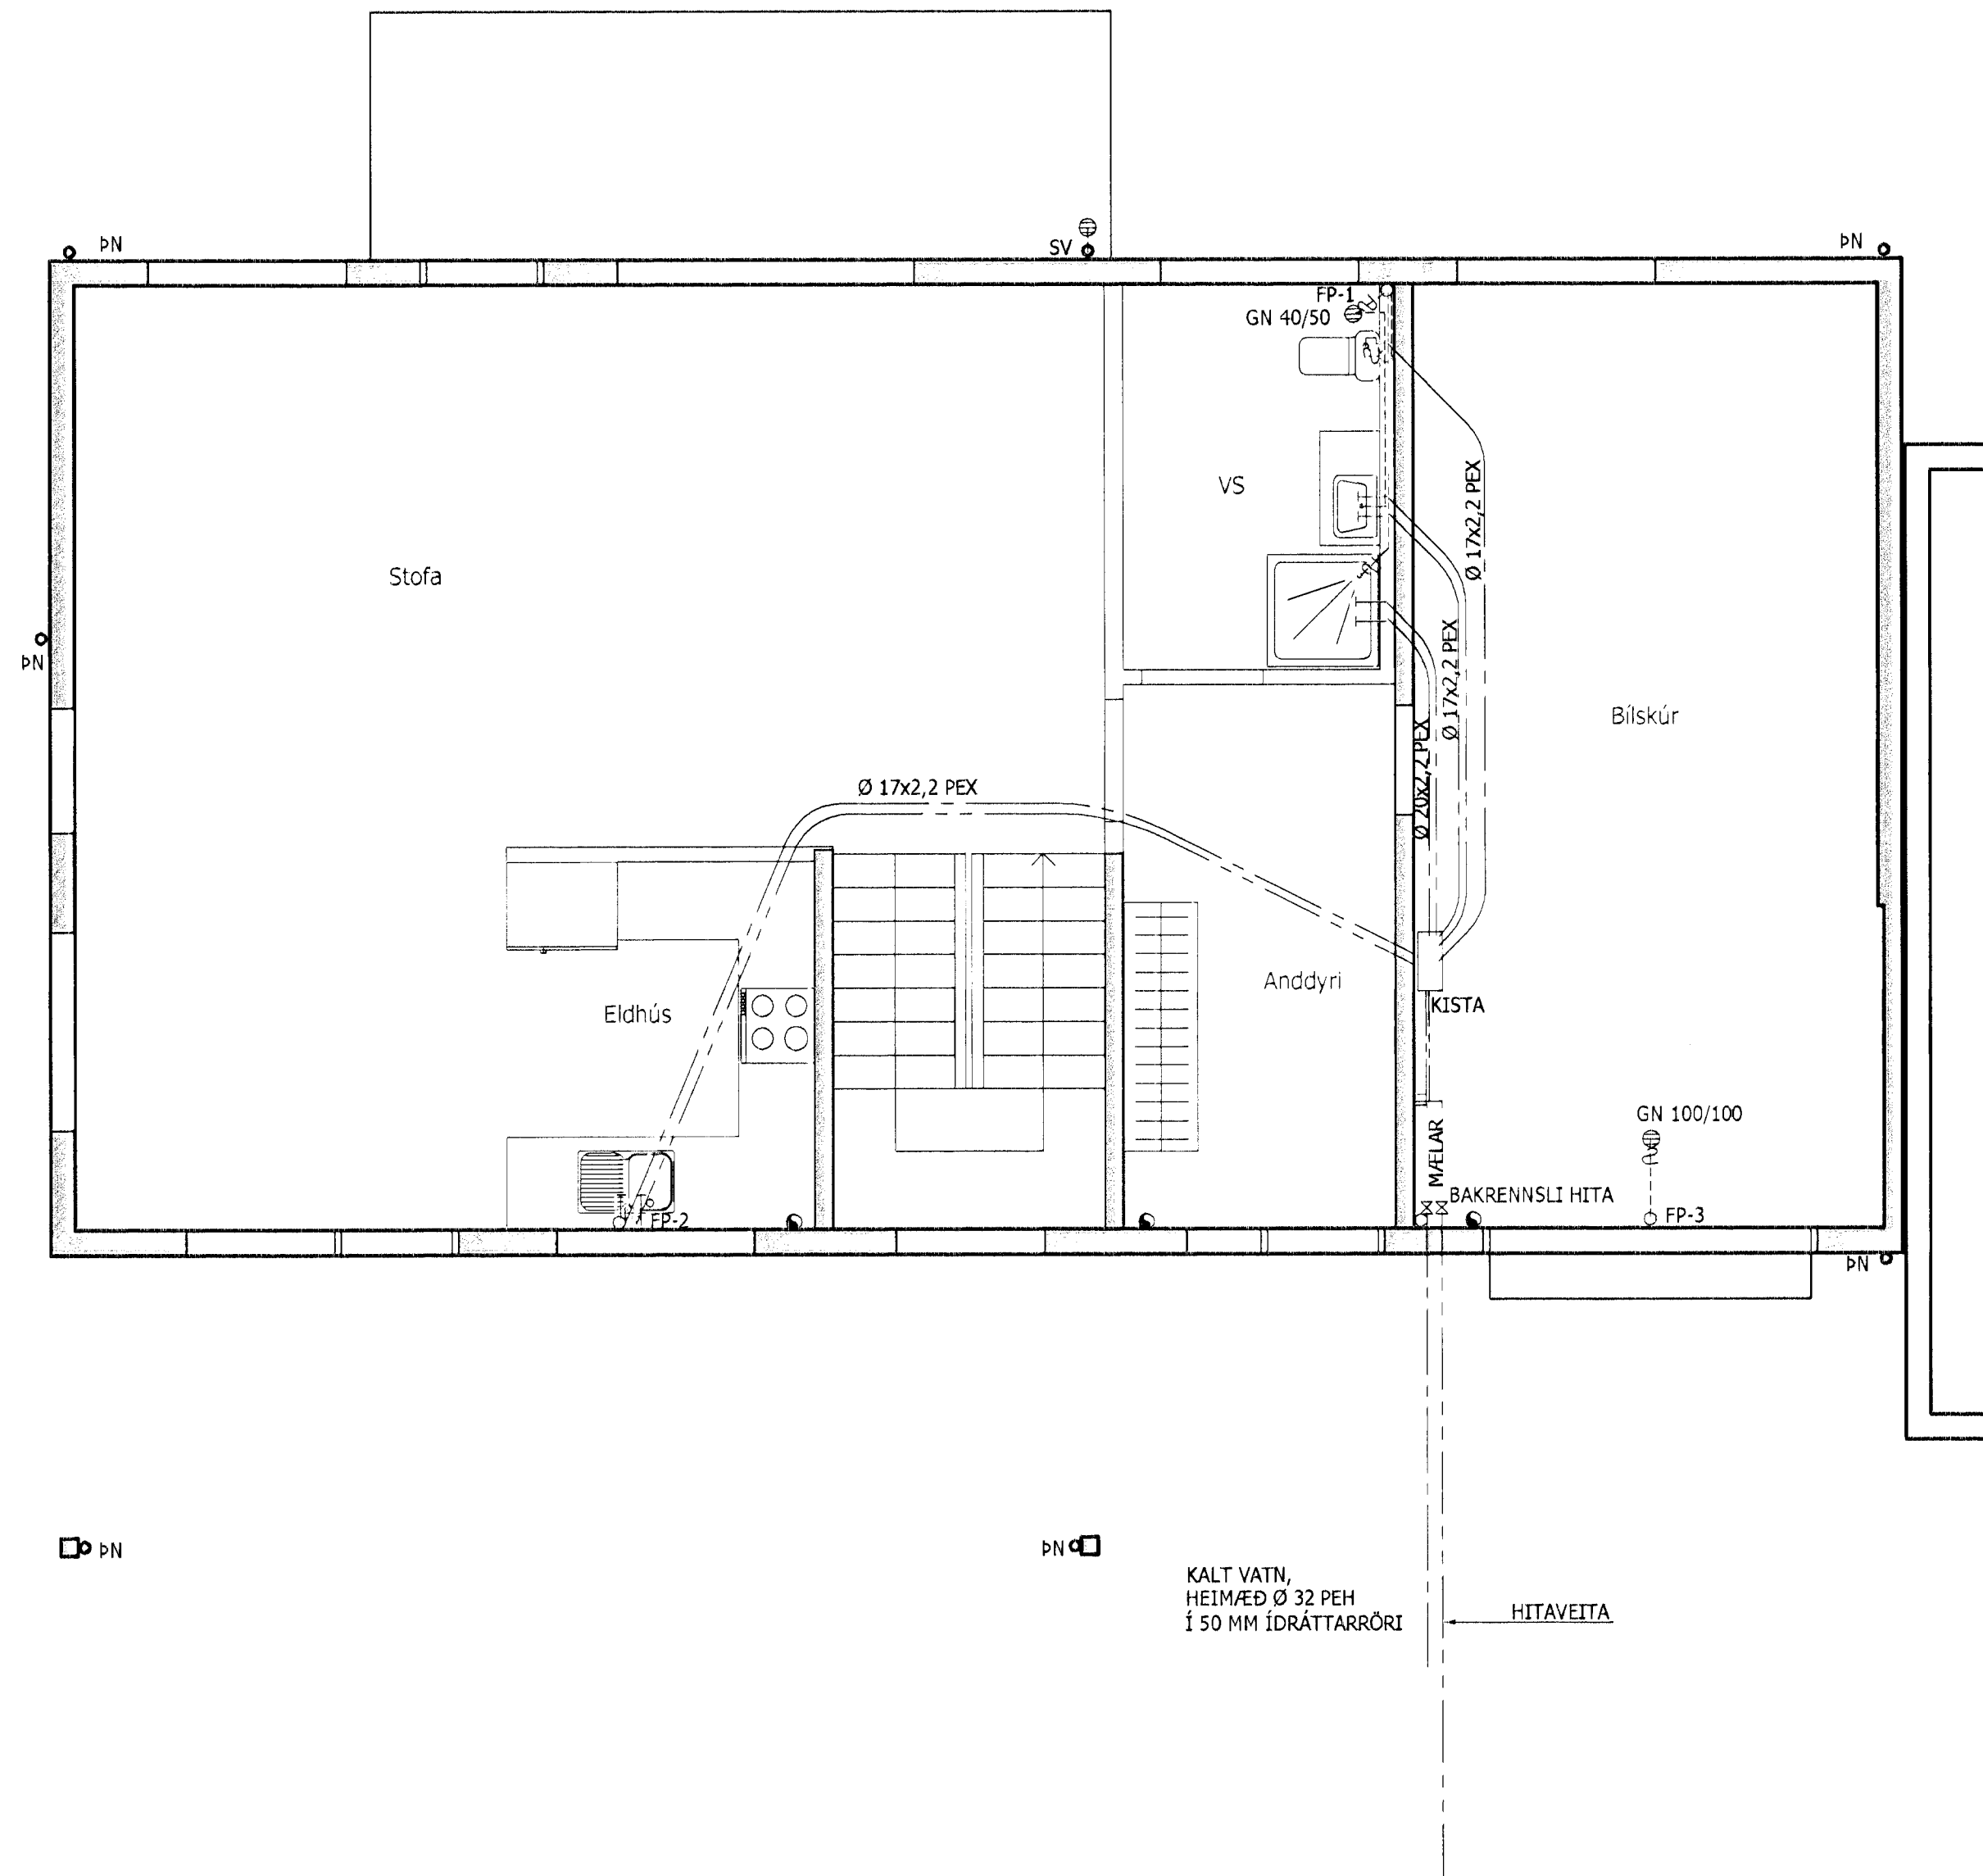 ÞN
SV
ÞN
FP-1
GN 40/50
VS
Ø 17x2,2 PEX
Stofa
ÞN
Ø 17x2,2 PEX
Bílskúr
Ø 20x2,2 PEX
Ø 17x2,2 PEX
Anddyri
Eldhús
KISTA
GN 100/100
MÆLAR
BAKRENNSLI HITA
FP-2
FP-3
ÞN
ÞN
ÞN
KALT VATN,
HEIMÆÐ Ø 32 PEH
Í 50 MM ÍDRÁTTARRÖRI
HITAVEITA